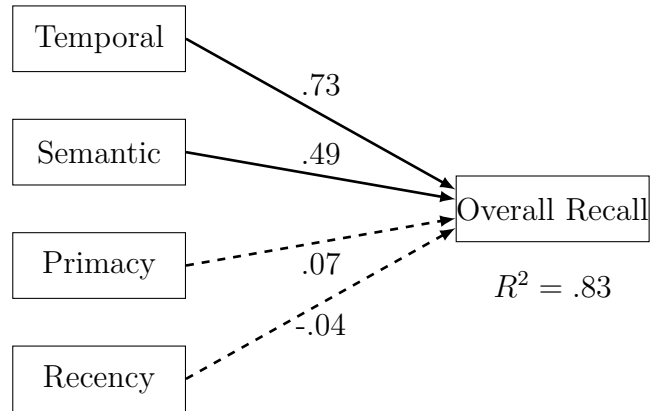 Temporal
.73
Semantic
.49
Overall Recall
Primacy
.07
R² = .83
-.04
Recency